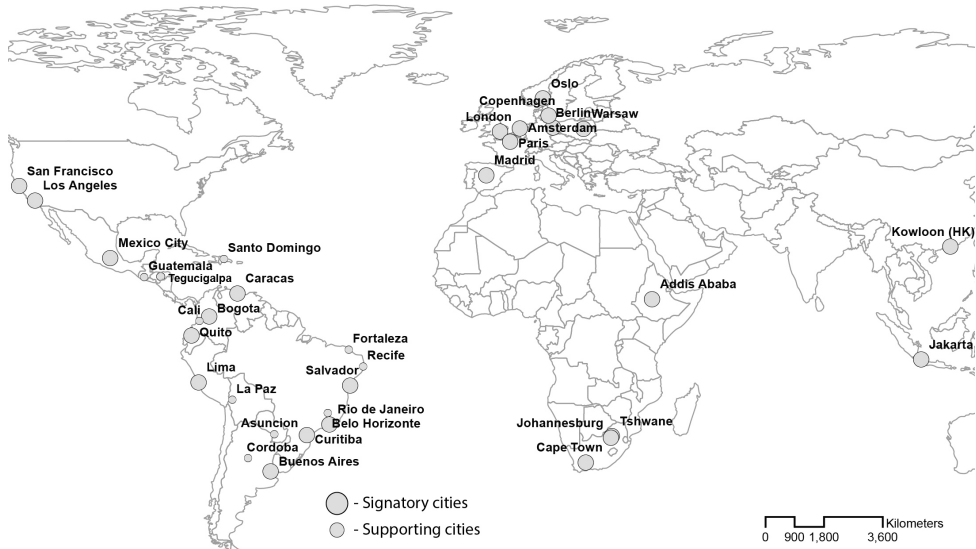 Oslo
Copenhagen
BerlinWarsaw
London
Amsterdam
Paris
Madrid
San Francisco
Los Angeles
Kowloon (HK)
Mexico City
Santo Domingo
Guatemala
Tegucigalpa
Caracas
Addis Ababa
Cali
Bogota
Quito
Fortaleza
Jakarta
Recife
Lima
Salvador
La Paz
Rio de Janeiro
Asuncion
Belo Horizonte
Johannesburg
Tshwane
Curitiba
Cordoba
Cape Town
Buenos Aires
- Signatory cities
- Supporting cities
Kilometers
0 900 1,800 3,600